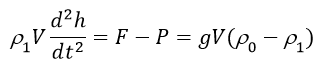 ρ₁V d²h/dt² = F − P = gV(ρ₀ − ρ₁)